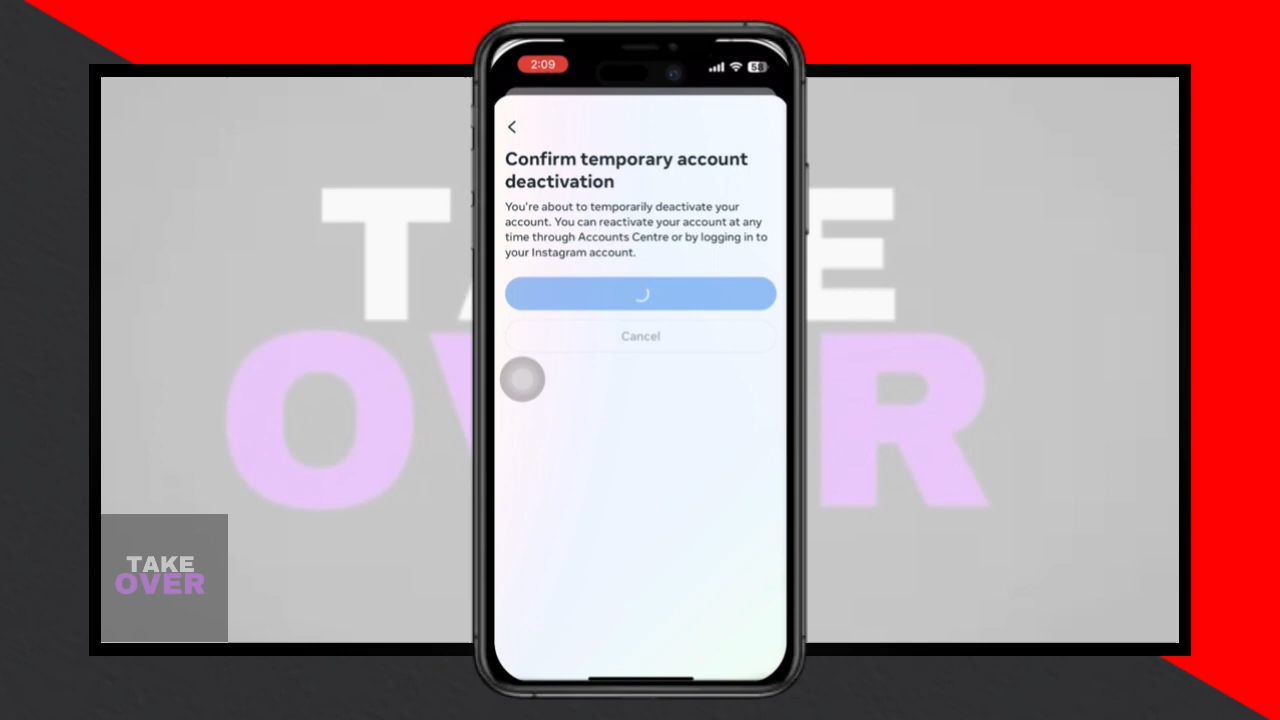 2:09
58
Confirm temporary account
deactivation
You're about to temporarily deactivate your
account. You can reactivate your account at any
time through Accounts Centre or by logging in to
your Instagram account.
Cancel
TAKE
OVER